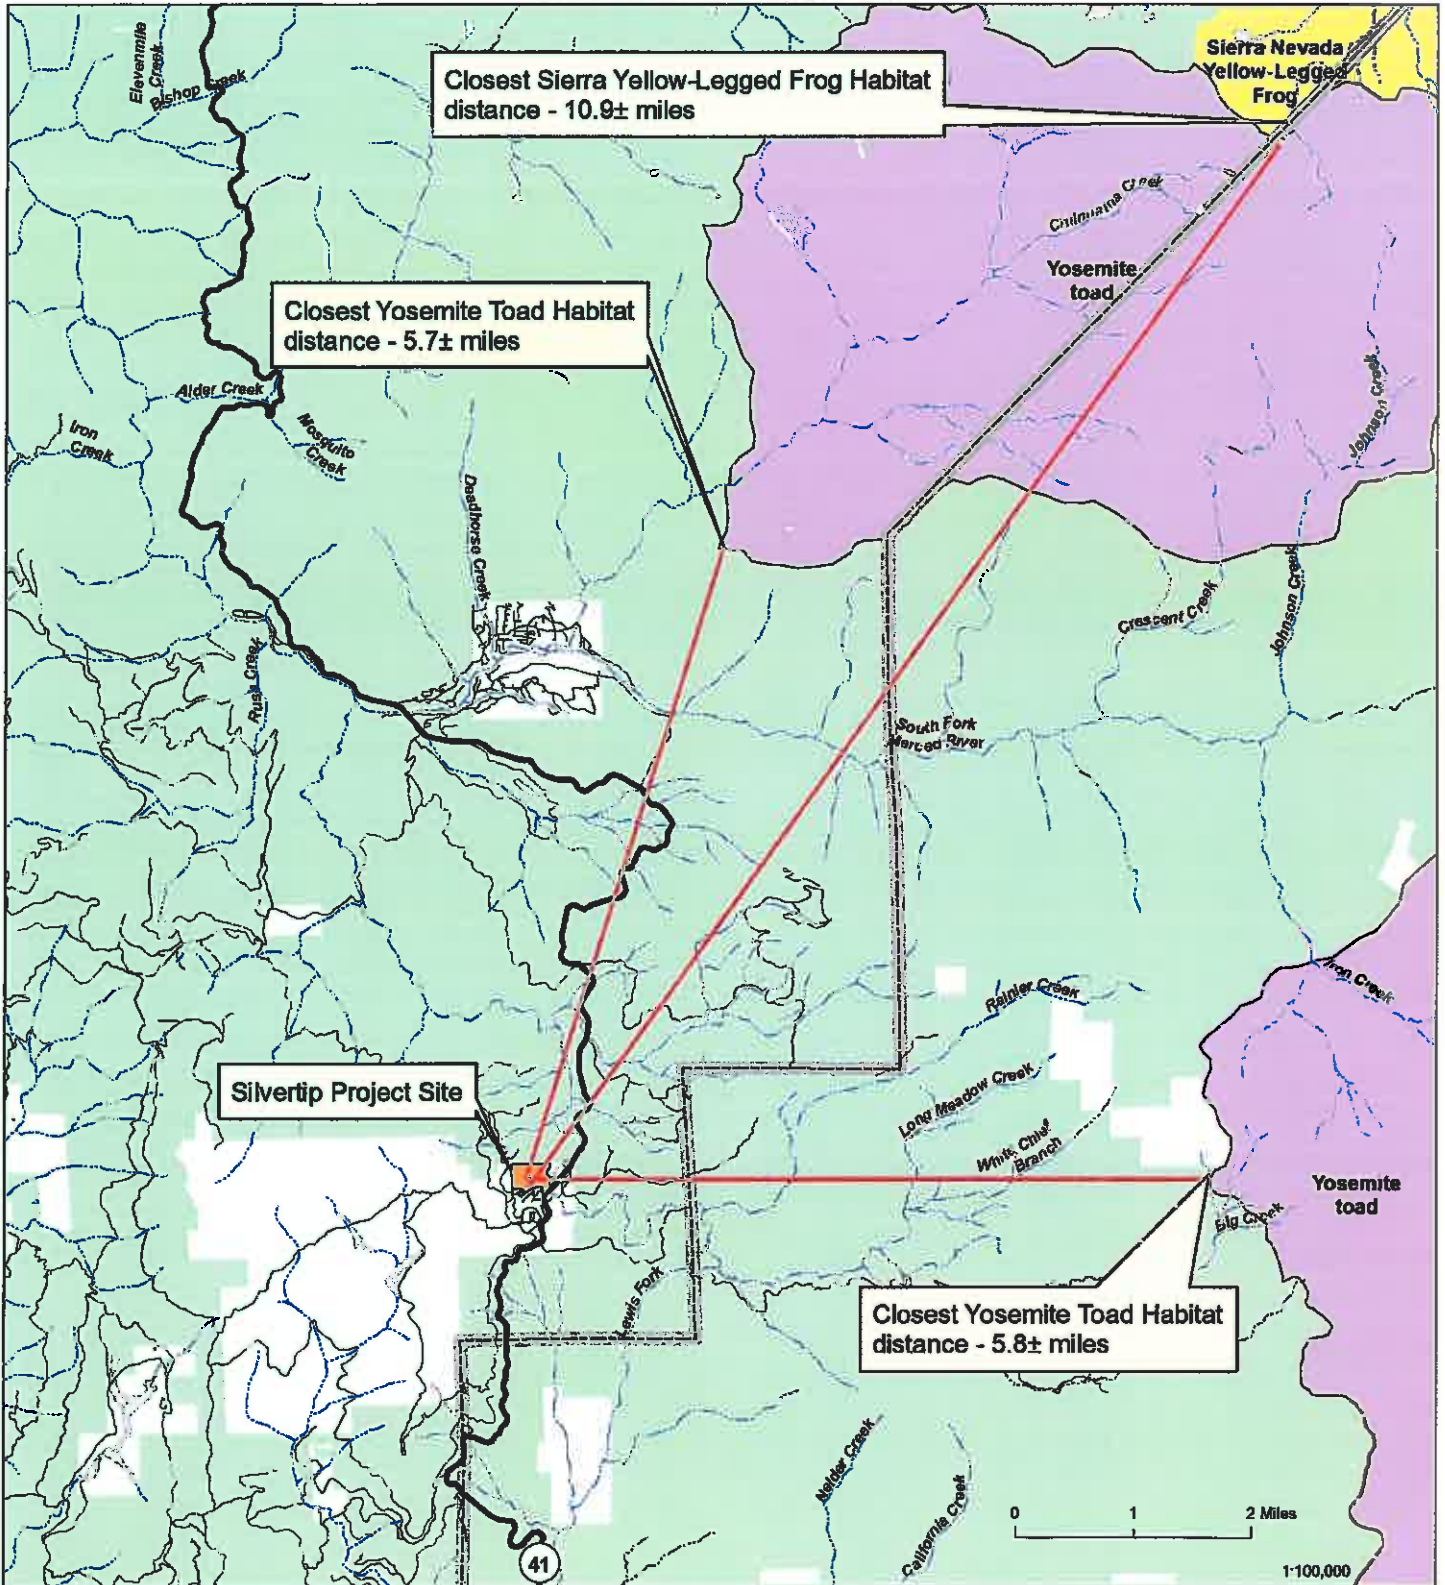 Elevenmile
Creek
Bishop Creek
Closest Sierra Yellow-Legged Frog Habitat
distance - 10.9± miles
Sierra Nevada
Yellow-Legged
Frog
Creek
Yosemite
toad
Closest Yosemite Toad Habitat
distance - 5.7± miles
Alder Creek
Iron
Creek
Mosquito
Creek
Johnson Creek
Deadhorse Creek
Crescent Creek
Johnson Creek
Rush Creek
South Fork
Merced River
Iron Creek
Rainier Creek
Silvertip Project Site
Long Meadow Creek
White Chief
Branch
Yosemite
toad
Big Creek
Lewis Fork
Closest Yosemite Toad Habitat
distance - 5.8± miles
Nelder Creek
California Creek
0 1 2 Miles
41
1:100,000